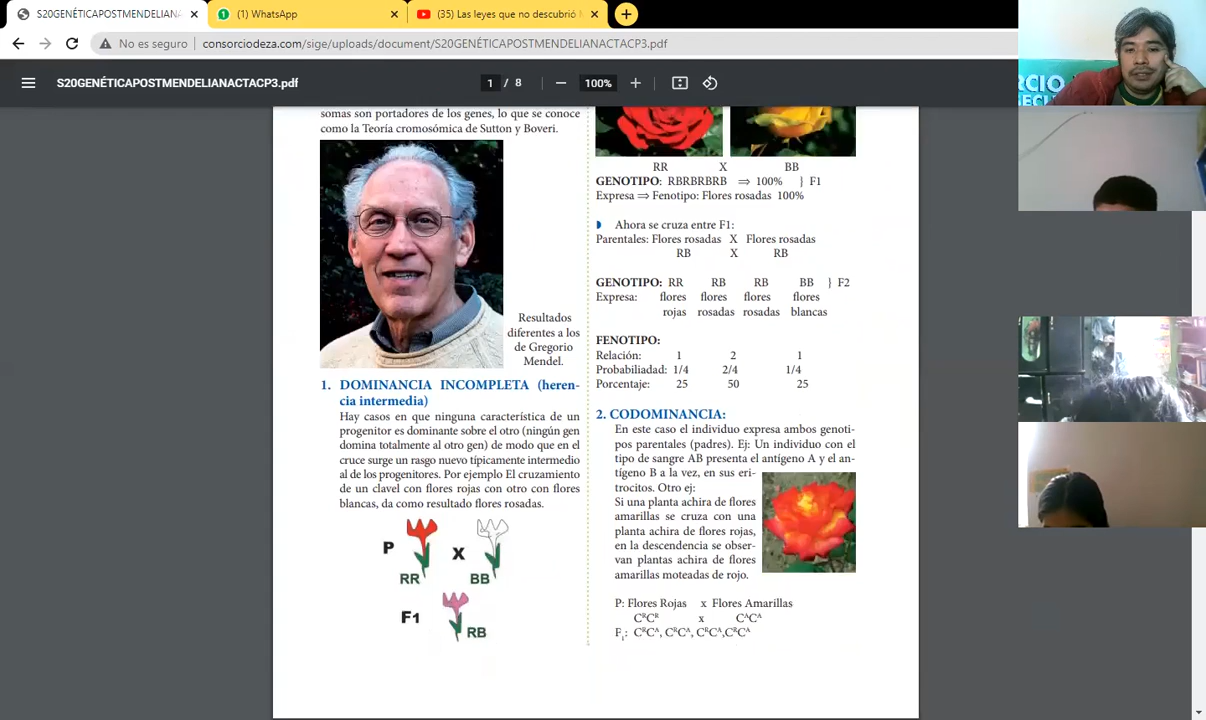 S20GENÉTICAPOSTMENDELIANACTA
(1) WhatsApp
(35) Las leyes que no descubrió
No es seguro
consorciodeza.com/sige/uploads/document/S20GENÉTICAPOSTMENDELIANACTACP3.pdf
S20GENÉTICAPOSTMENDELIANACTACP3.pdf
1 / 8
100%
somas son portadores de los genes, lo que se conoce
como la Teoría cromosómica de Sutton y Boveri.
Resultados
diferentes a los
de Gregorio
Mendel.
1. DOMINANCIA INCOMPLETA (heren-
cia intermedia)
Hay casos en que ninguna característica de un
progenitor es dominante sobre el otro (ningún gen
domina totalmente al otro gen) de modo que en el
cruce surge un rasgo nuevo típicamente intermedio
al de los progenitores. Por ejemplo El cruzamiento
de un clavel con flores rojas con otro con flores
blancas, da como resultado flores rosadas.
P X
RR BB
F1 RB
RR X BB
GENOTIPO: RBRBRBRB ⇒ 100% } F1
Expresa ⇒ Fenotipo: Flores rosadas 100%
Ahora se cruza entre F1:
Parentales: Flores rosadas X Flores rosadas
RB X RB
GENOTIPO: RR RB RB BB } F2
Expresa: flores flores flores flores
rojas rosadas rosadas blancas
FENOTIPO:
Relación: 1 2 1
Probabiliadad: 1/4 2/4 1/4
Porcentaje: 25 50 25
2. CODOMINANCIA:
En este caso el individuo expresa ambos genoti-
pos parentales (padres). Ej: Un individuo con el
tipo de sangre AB presenta el antígeno A y el an-
tígeno B a la vez, en sus eri-
trocitos. Otro ej:
Si una planta achira de flores
amarillas se cruza con una
planta achira de flores rojas,
en la descendencia se obser-
van plantas achira de flores
amarillas moteadas de rojo.
P: Flores Rojas x Flores Amarillas
CᴿCᴿ x CᴬCᴬ
F₁: CᴿCᴬ, CᴿCᴬ, CᴿCᴬ,CᴿCᴬ
RCIO